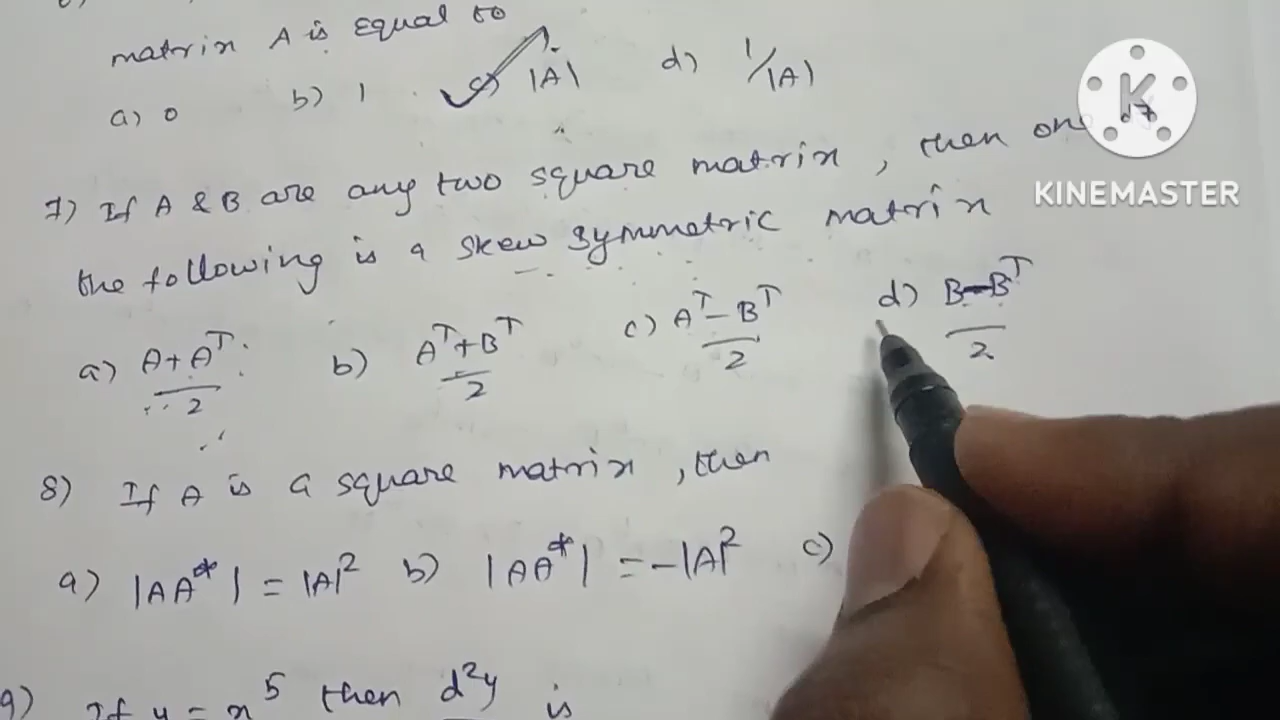 matrix A is equal to
a) 0 b) 1 c) |A| d) 1/|A|
7) If A & B are any two square matrix, then one of
the following is a skew symmetric matrix
a) A+A^T/2 b) A^T+B^T/2 c) A^T-B^T/2 d) B-B^T/2
8) If A is a square matrix, then
a) |AA*| = |A|^2 b) |AA*| = -|A|^2 c)
9) If y = x^5 then d^2y is
K
KINEMASTER